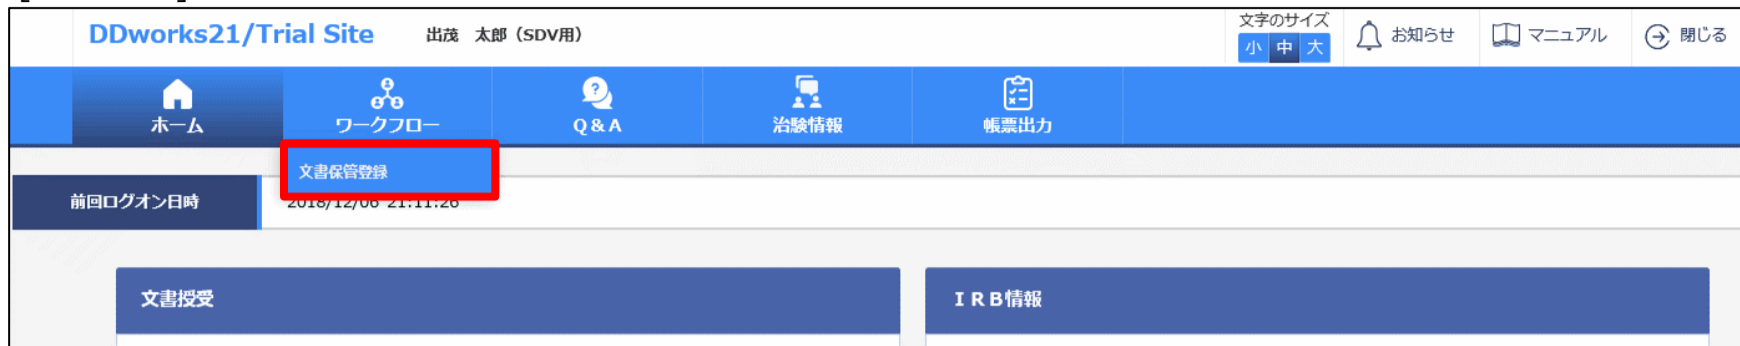 DDworks21/Trial Site 出茂 太郎（SDV用） 文字のサイズ 小 中 大 お知らせ マニュアル 閉じる
ホーム ワークフロー Q & A 治験情報 帳票出力
文書保管登録
前回ログオン日時 2018/12/06 21:11:26
文書授受 ＩＲＢ情報